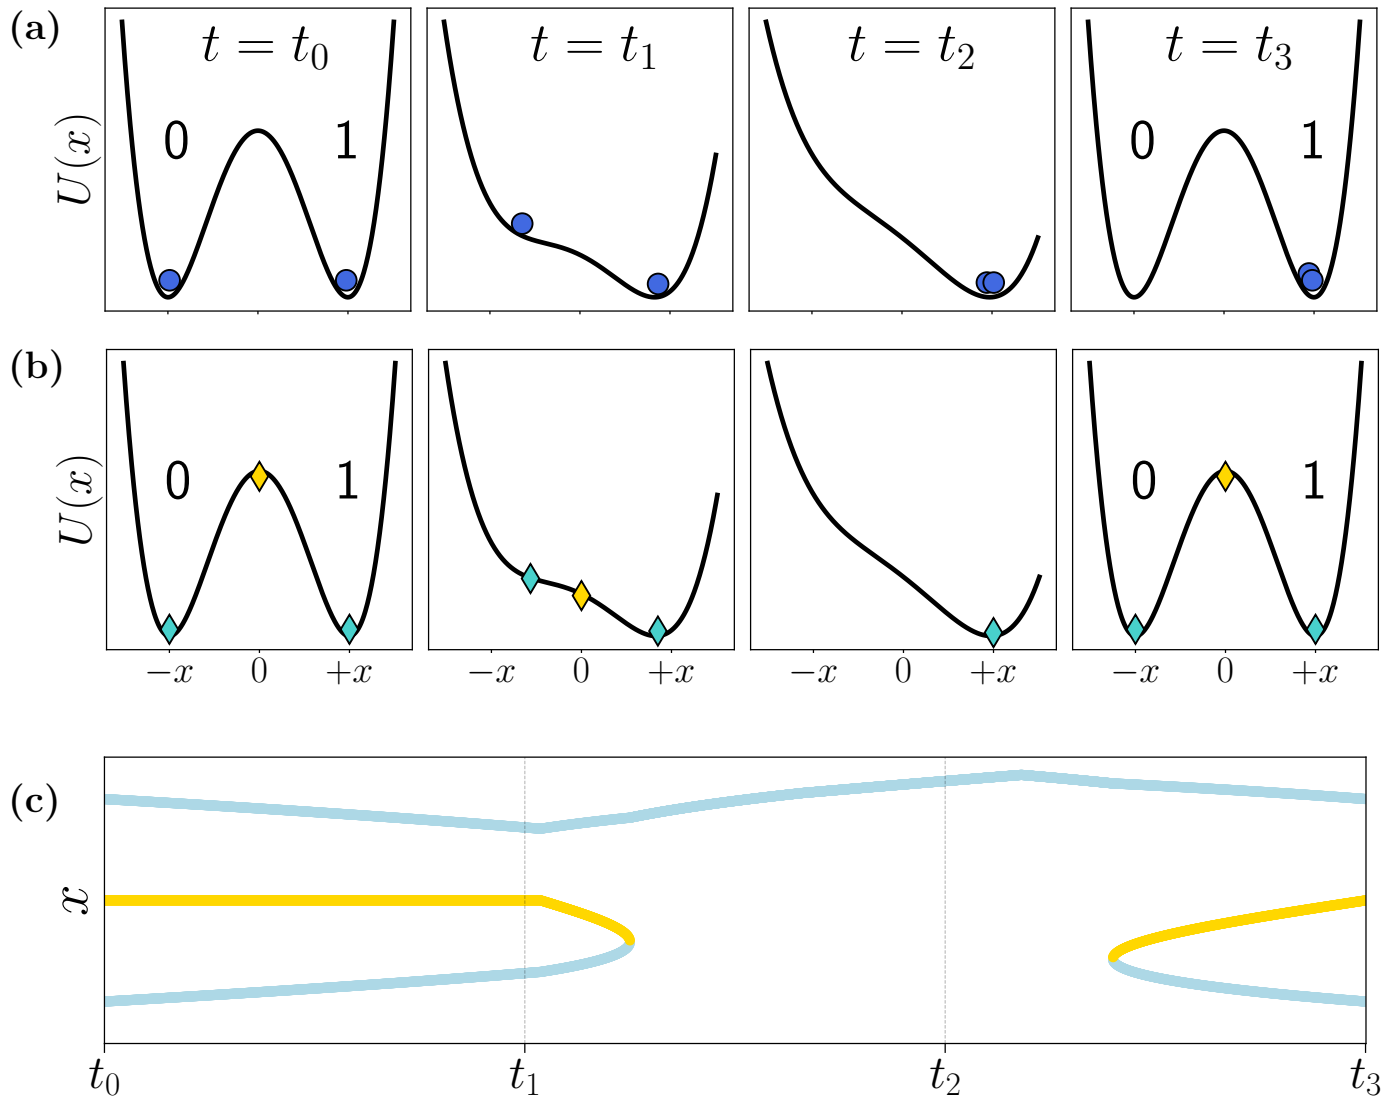 (a)
t = t₀
t = t₁
t = t₂
t = t₃
U(x)
0 1
0 1
(b)
U(x)
0 1
0 1
−x 0 +x
−x 0 +x
−x 0 +x
−x 0 +x
(c)
x
t₀ t₁ t₂ t₃